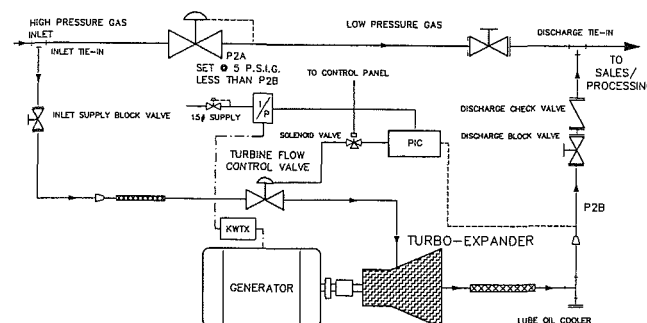 HIGH PRESSURE GAS
INLET
INLET TIE-IN
P2A
SET @ 5 P.S.I.G.
LESS THAN P2B
LOW PRESSURE GAS
DISCHARGE TIE-IN
TO
SALES/
PROCESSING
TO CONTROL PANEL
INLET SUPPLY BLOCK VALVE
15# SUPPLY
I/P
SOLENOID VALVE
PIC
DISCHARGE CHECK VALVE
DISCHARGE BLOCK VALVE
TURBINE FLOW
CONTROL VALVE
P2B
KWTX
TURBO-EXPANDER
GENERATOR
LUBE OIL COOLER